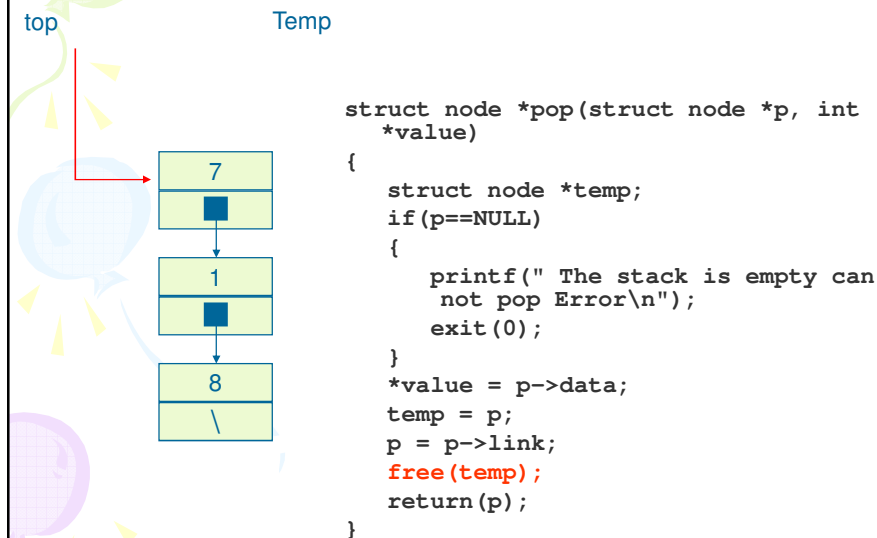 top Temp
struct node *pop(struct node *p, int
*value)
{
struct node *temp;
if(p==NULL)
{
printf(" The stack is empty can
not pop Error\n");
exit(0);
}
*value = p->data;
temp = p;
p = p->link;
free(temp);
return(p);
}
7
1
8
\